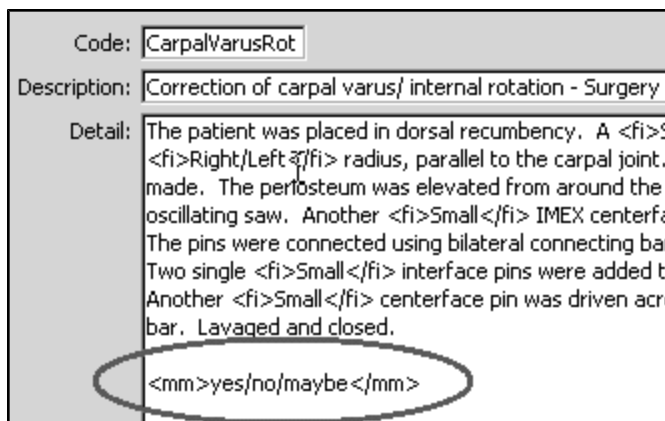 Code: CarpalVarusRot
Description: Correction of carpal varus/ internal rotation - Surgery
Detail: The patient was placed in dorsal recumbency. A <fi>S
<fi>Right/Left</fi> radius, parallel to the carpal joint.
made. The periosteum was elevated from around the
oscillating saw. Another <fi>Small</fi> IMEX centerfa
The pins were connected using bilateral connecting ba
Two single <fi>Small</fi> interface pins were added t
Another <fi>Small</fi> centerface pin was driven acr
bar. Lavaged and closed.
<mm>yes/no/maybe</mm>